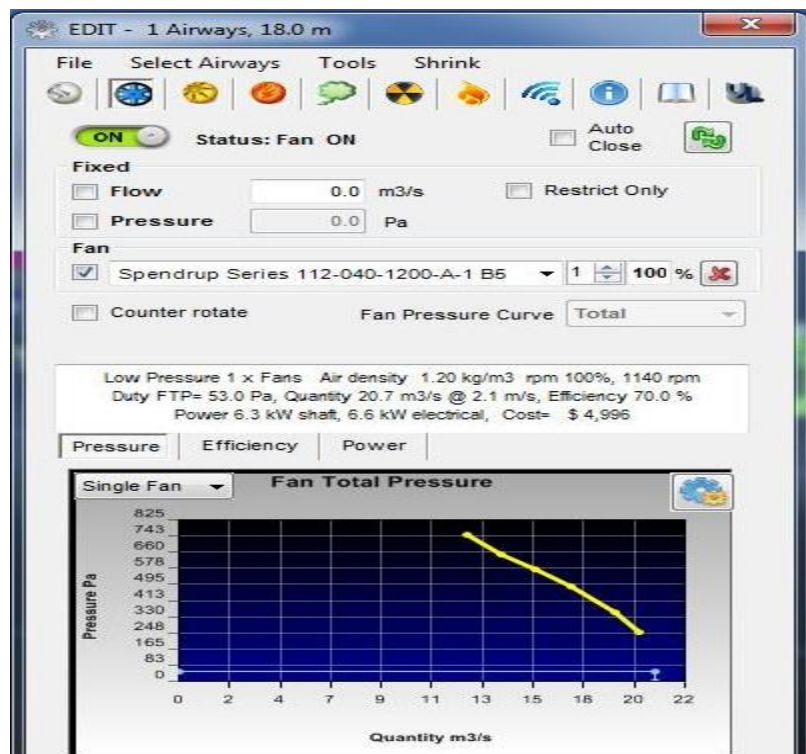 EDIT - 1 Airways, 18.0 m
File Select Airways Tools Shrink
ON Status: Fan ON Auto Close
Fixed
Flow 0.0 m3/s Restrict Only
Pressure 0.0 Pa
Fan
Spendrup Series 112-040-1200-A-1 B5 1 100 %
Counter rotate Fan Pressure Curve Total
Low Pressure 1 x Fans Air density 1.20 kg/m3 rpm 100%, 1140 rpm
Duty FTP= 53.0 Pa, Quantity 20.7 m3/s @ 2.1 m/s, Efficiency 70.0 %
Power 6.3 kW shaft, 6.6 kW electrical, Cost= $ 4,996
Pressure Efficiency Power
Single Fan Fan Total Pressure
825
743
660
578
495
413
330
248
165
83
0
Pressure Pa
0 2 4 7 9 11 13 15 18 20 22
Quantity m3/s